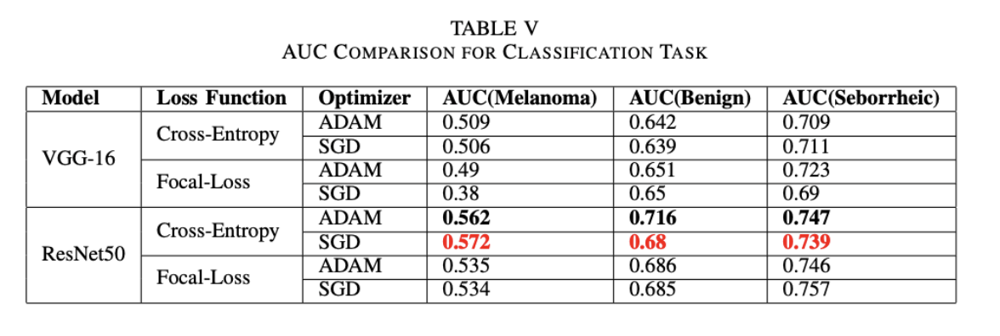 TABLE V
AUC COMPARISON FOR CLASSIFICATION TASK
Model Loss Function Optimizer AUC(Melanoma) AUC(Benign) AUC(Seborrheic)
VGG-16 Cross-Entropy ADAM 0.509 0.642 0.709
SGD 0.506 0.639 0.711
Focal-Loss ADAM 0.49 0.651 0.723
SGD 0.38 0.65 0.69
ResNet50 Cross-Entropy ADAM 0.562 0.716 0.747
SGD 0.572 0.68 0.739
Focal-Loss ADAM 0.535 0.686 0.746
SGD 0.534 0.685 0.757